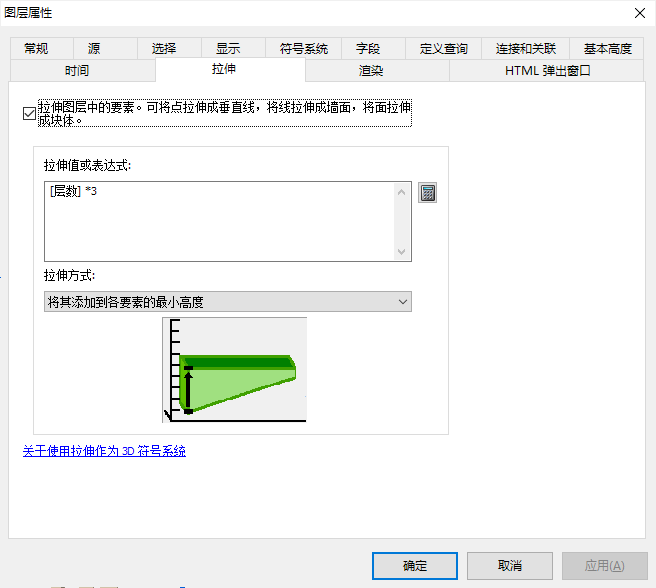 图层属性
常规 源 选择 显示 符号系统 字段 定义查询 连接和关联 基本高度
时间 拉伸 渲染 HTML 弹出窗口
拉伸图层中的要素。可将点拉伸成垂直线，将线拉伸成墙面，将面拉伸
成块体。
拉伸值或表达式:
[层数] *3
拉伸方式:
将其添加到各要素的最小高度
关于使用拉伸作为 3D 符号系统
确定 取消 应用(A)